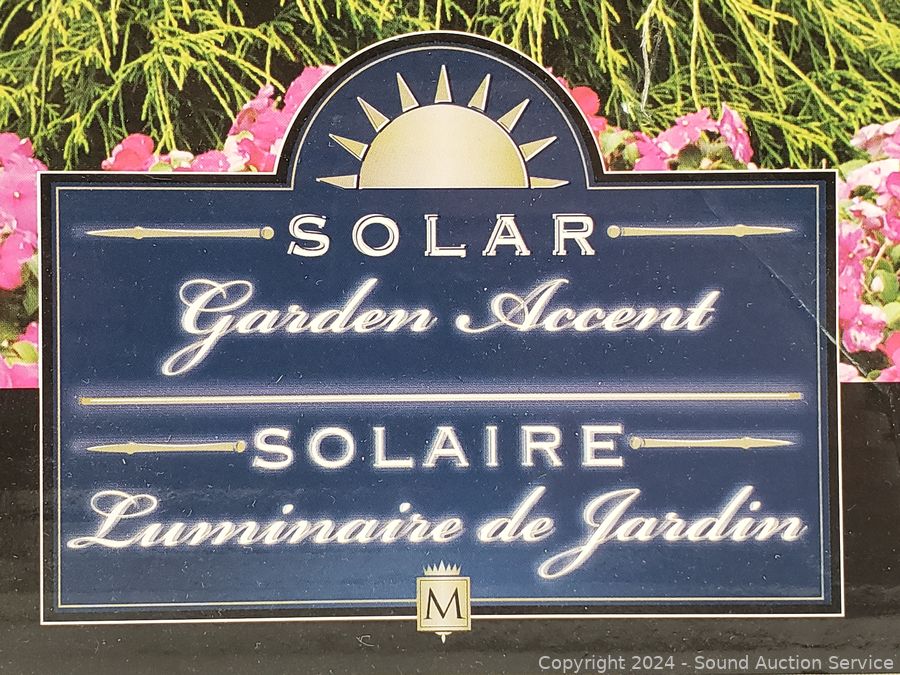 SOLAR
Garden Accent
SOLAIRE
Luminaire de Jardin
M
Copyright 2024 - Sound Auction Service